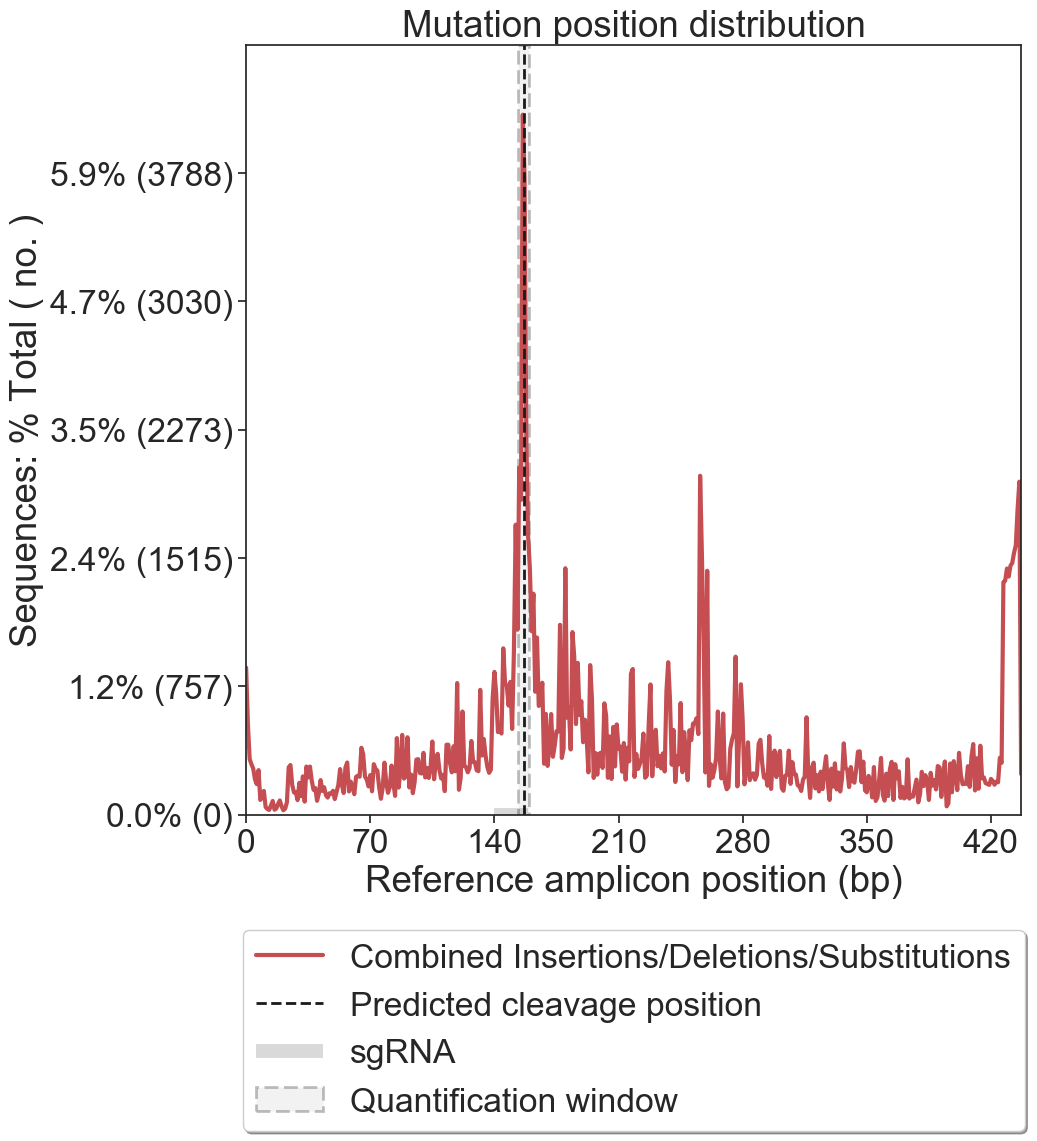 Mutation position distribution
Sequences: % Total ( no. )
5.9% (3788)
4.7% (3030)
3.5% (2273)
2.4% (1515)
1.2% (757)
0.0% (0)
0 70 140 210 280 350 420
Reference amplicon position (bp)
Combined Insertions/Deletions/Substitutions
Predicted cleavage position
sgRNA
Quantification window